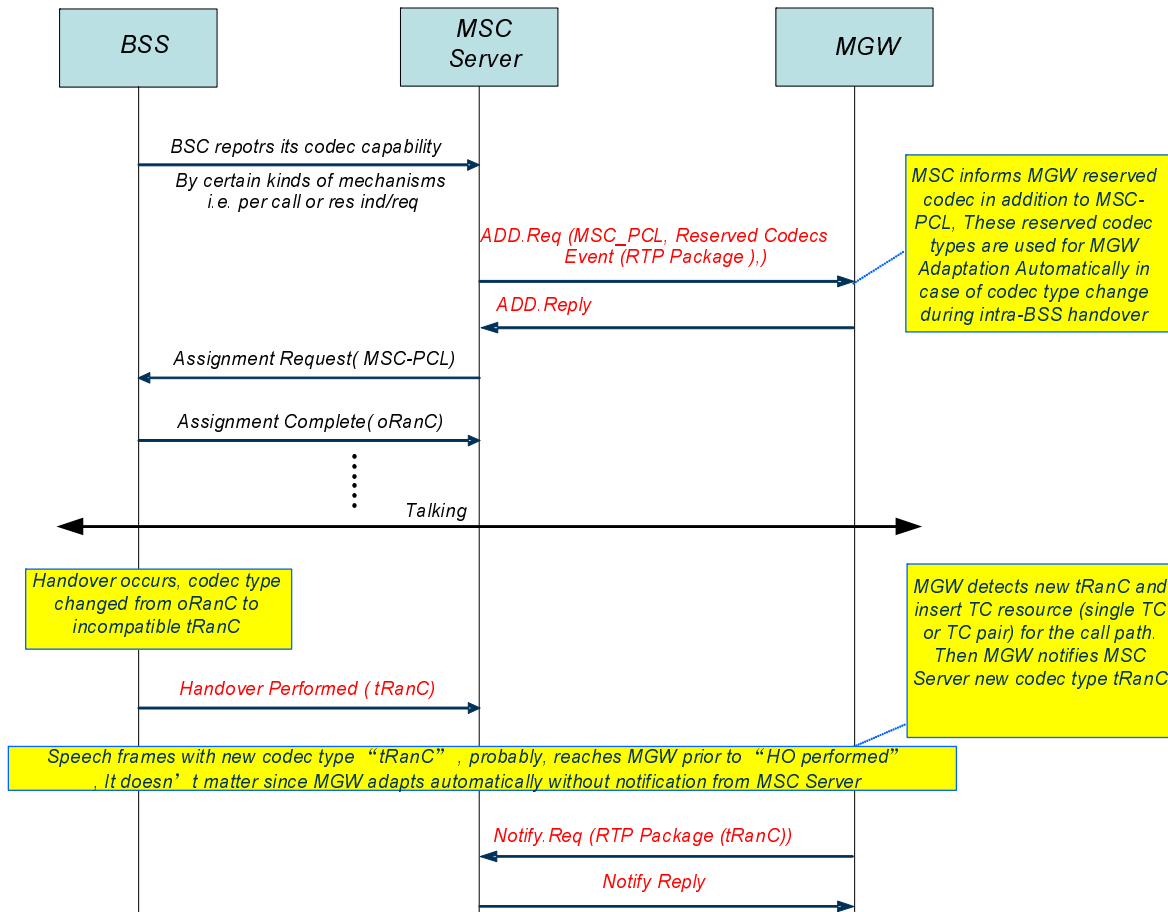 BSS
MSC
Server
MGW
BSC repotrs its codec capability
By certain kinds of mechanisms
i.e. per call or res ind/req
MSC informs MGW reserved
codec in addition to MSC-
PCL, These reserved codec
types are used for MGW
Adaptation Automatically in
case of codec type change
during intra-BSS handover
ADD.Req (MSC_PCL, Reserved Codecs
Event (RTP Package ),)
ADD.Reply
Assignment Request( MSC-PCL)
Assignment Complete( oRanC)
Talking
Handover occurs, codec type
changed from oRanC to
incompatible tRanC
MGW detects new tRanC and
insert TC resource (single TC
or TC pair) for the call path.
Then MGW notifies MSC
Server new codec type tRanC
Handover Performed ( tRanC)
Speech frames with new codec type “tRanC” , probably, reaches MGW prior to “HO performed”
, It doesn’ t matter since MGW adapts automatically without notification from MSC Server
Notify.Req (RTP Package (tRanC))
Notify Reply